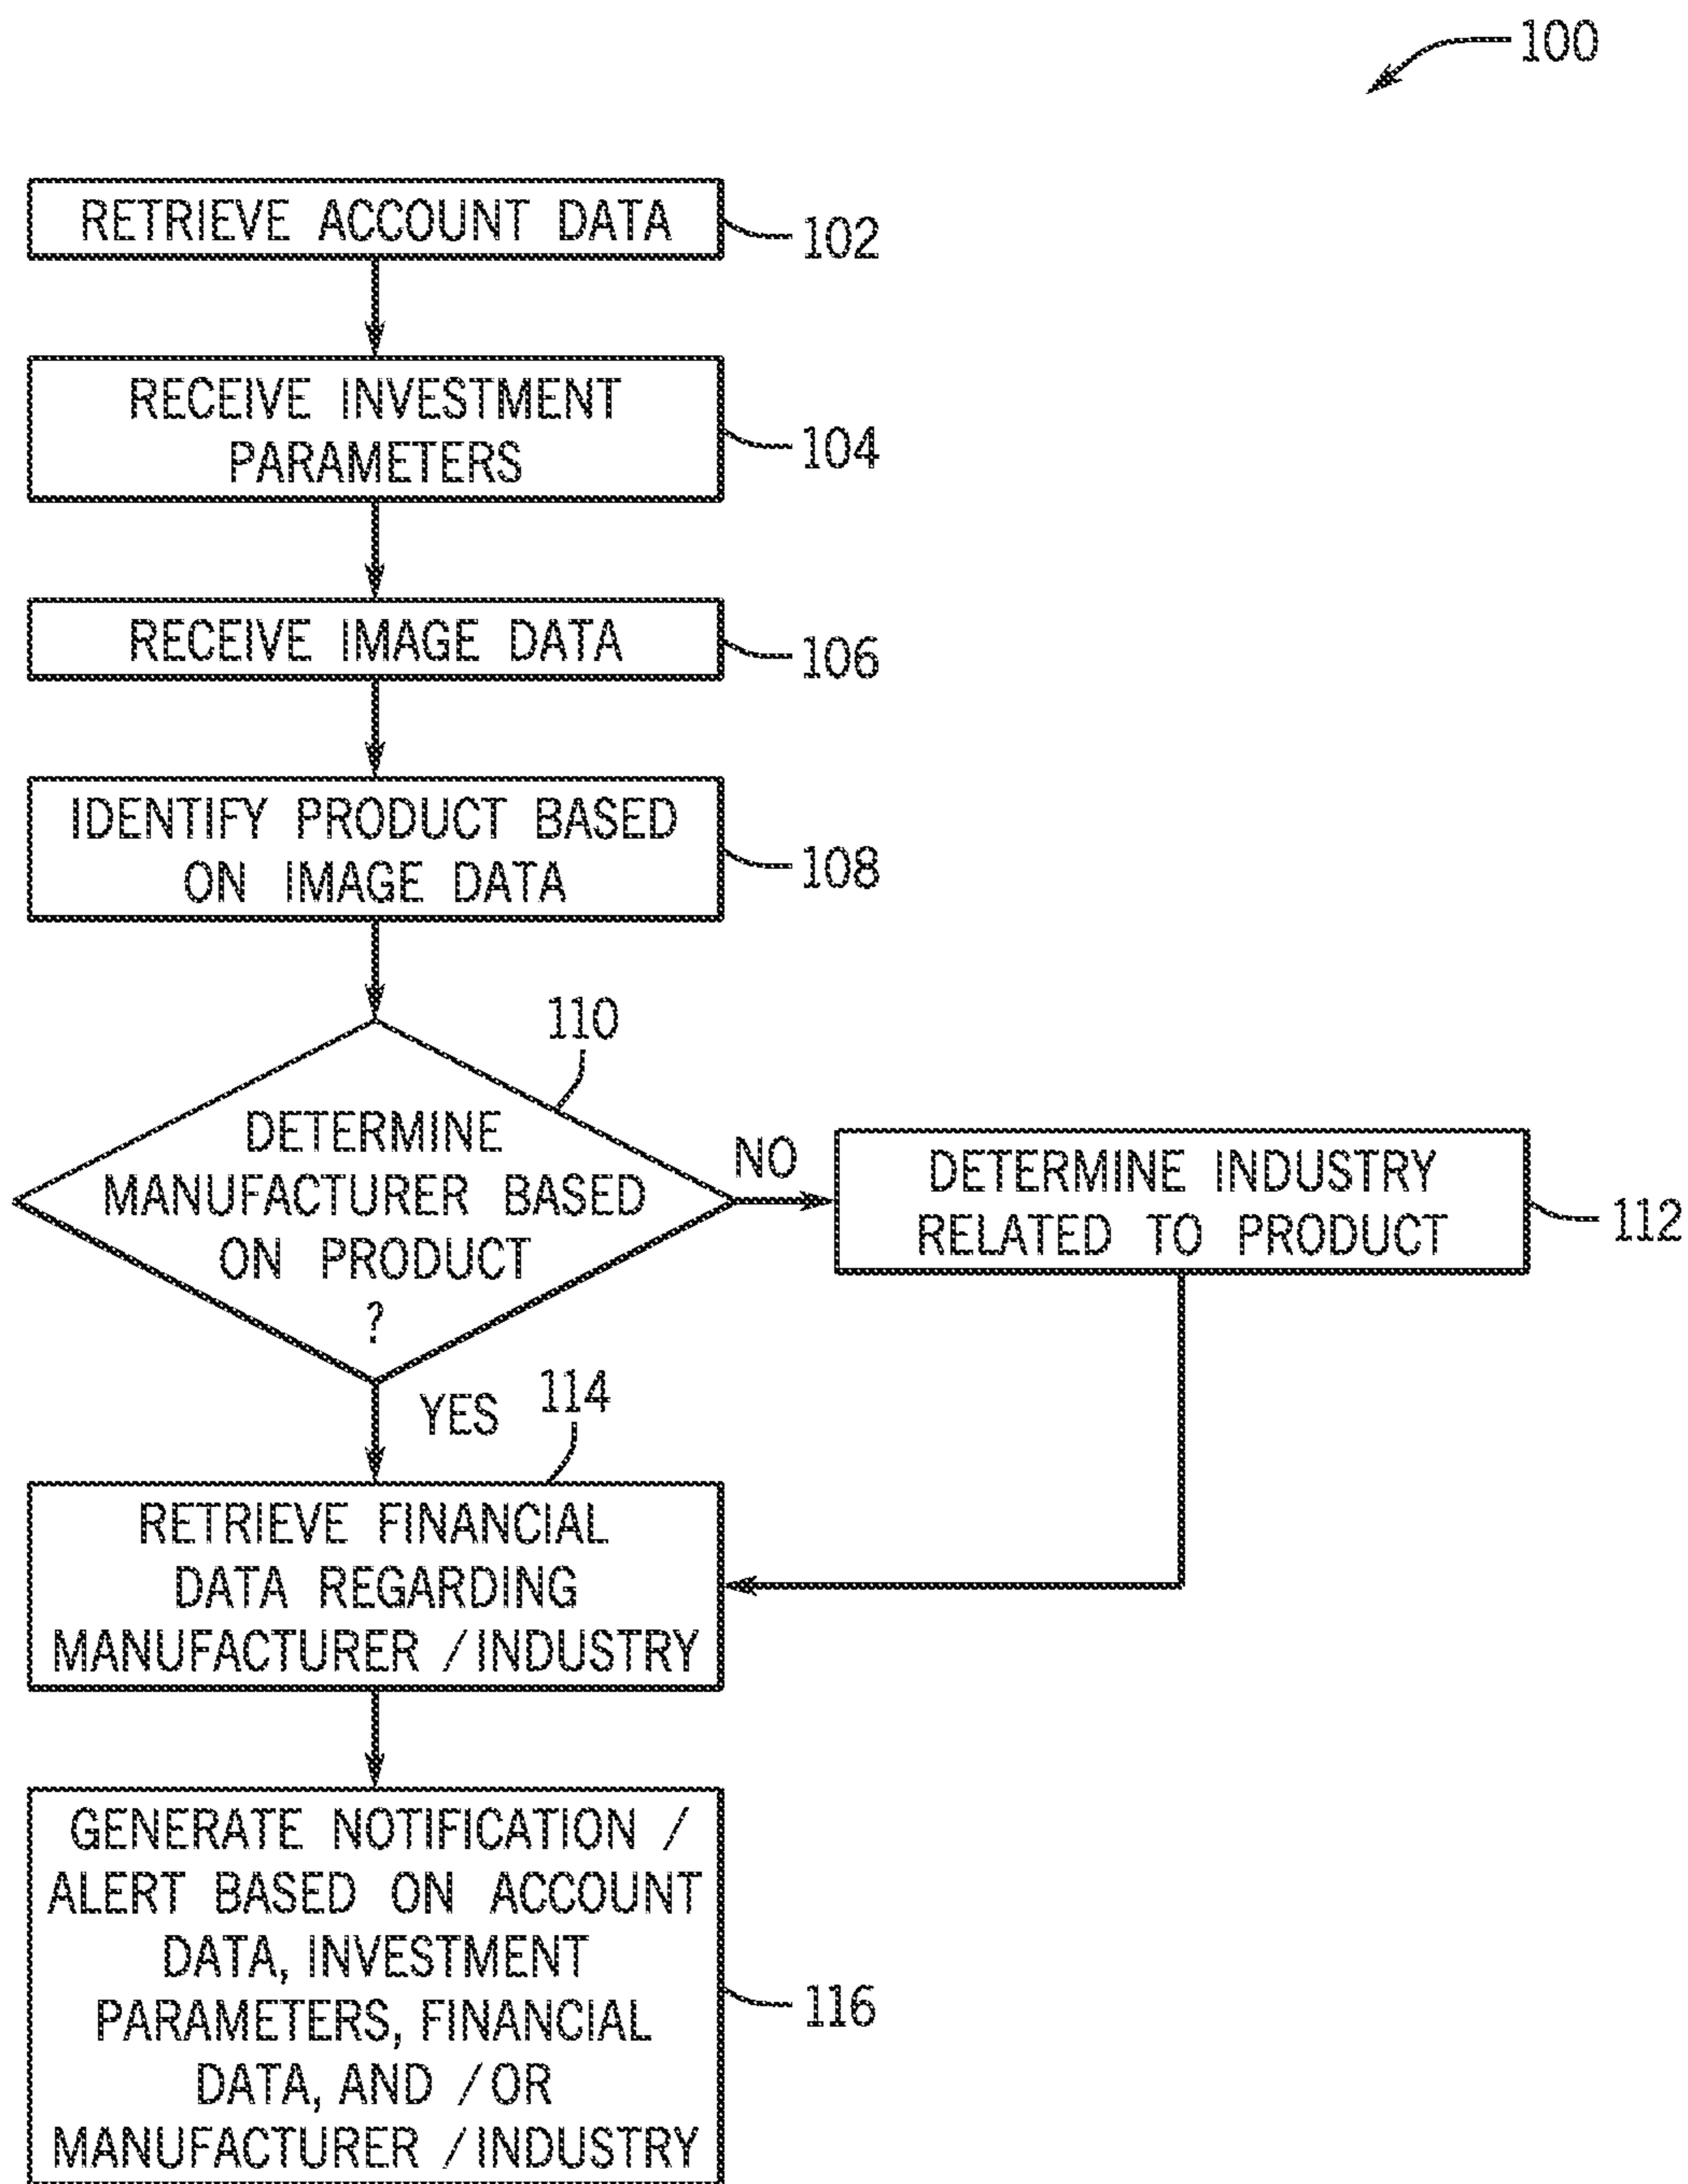 100
RETRIEVE ACCOUNT DATA
102
RECEIVE INVESTMENT
PARAMETERS
104
RECEIVE IMAGE DATA
106
IDENTIFY PRODUCT BASED
ON IMAGE DATA
108
110
DETERMINE
MANUFACTURER BASED
ON PRODUCT
?
NO
DETERMINE INDUSTRY
RELATED TO PRODUCT
112
YES
114
RETRIEVE FINANCIAL
DATA REGARDING
MANUFACTURER / INDUSTRY
GENERATE NOTIFICATION /
ALERT BASED ON ACCOUNT
DATA, INVESTMENT
PARAMETERS, FINANCIAL
DATA, AND / OR
MANUFACTURER / INDUSTRY
116